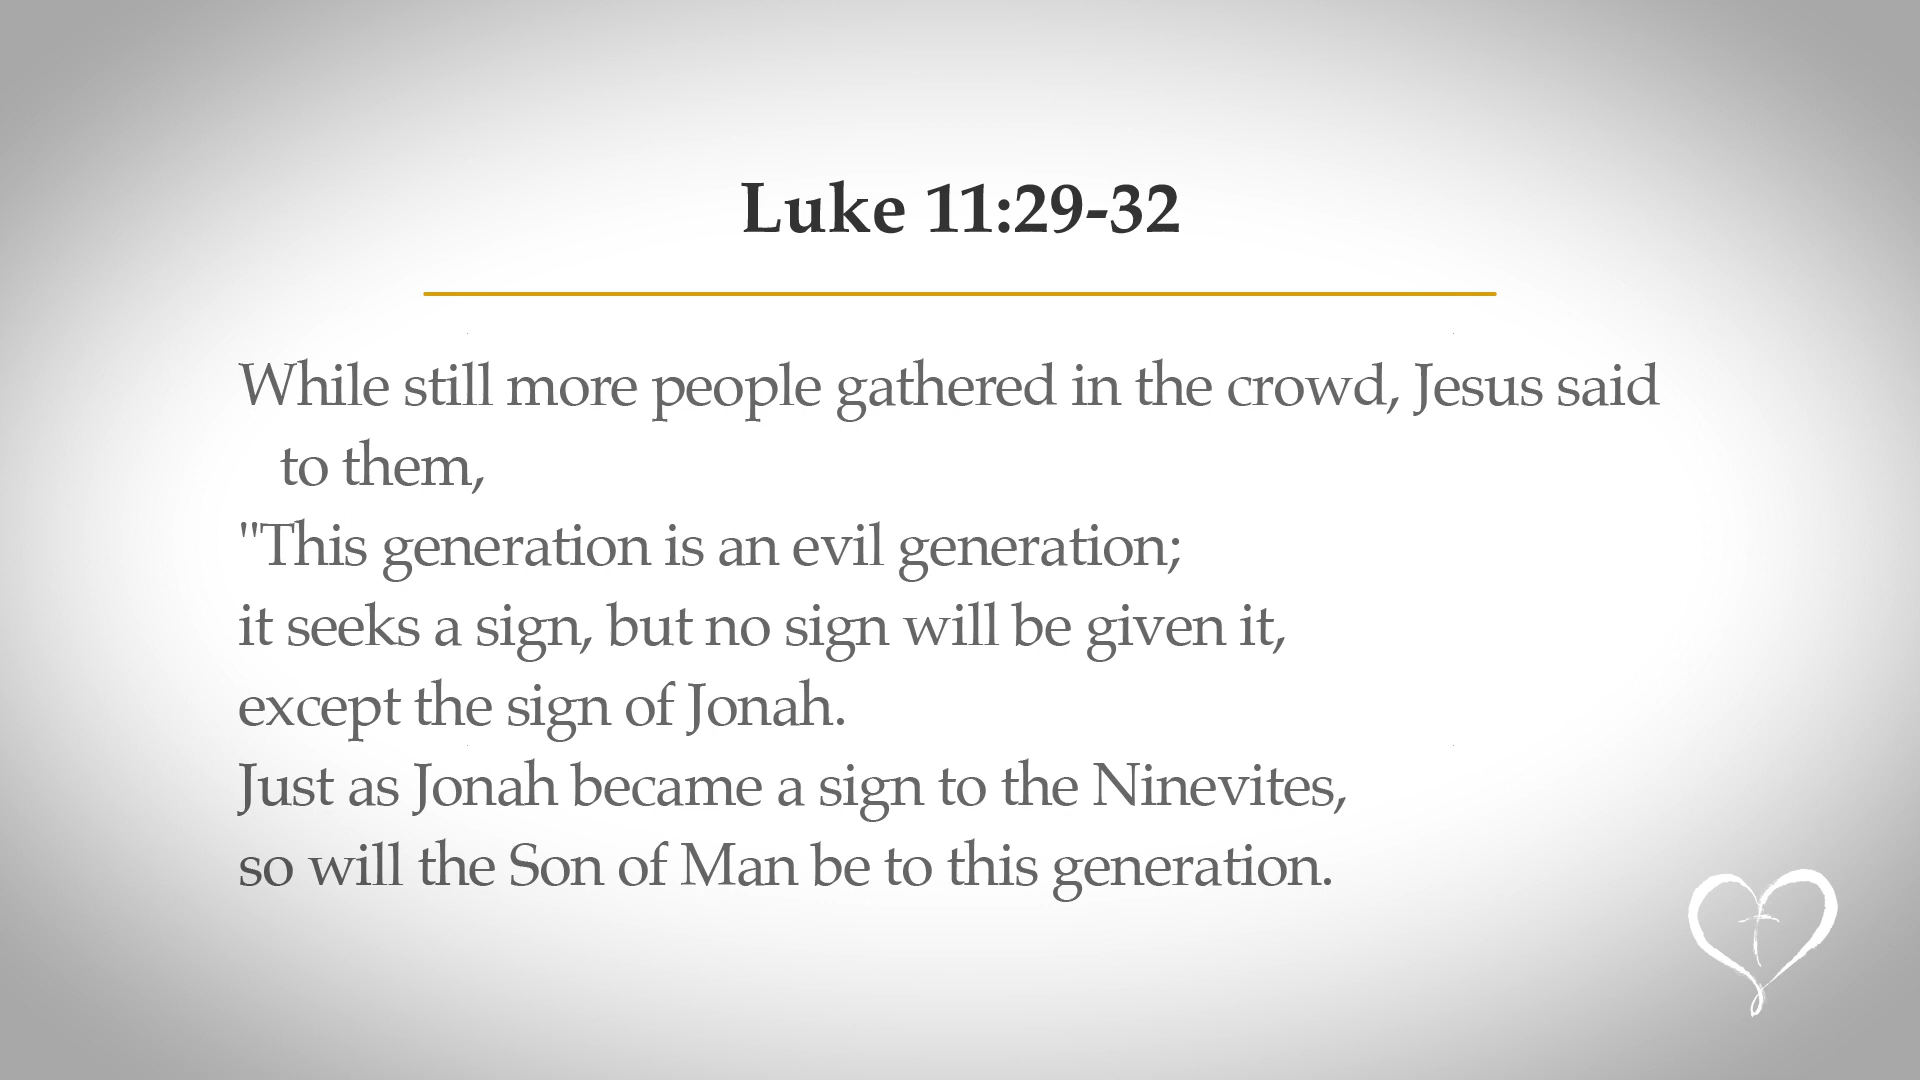 Luke 11:29-32
While still more people gathered in the crowd, Jesus said
to them,
"This generation is an evil generation;
it seeks a sign, but no sign will be given it,
except the sign of Jonah.
Just as Jonah became a sign to the Ninevites,
so will the Son of Man be to this generation.